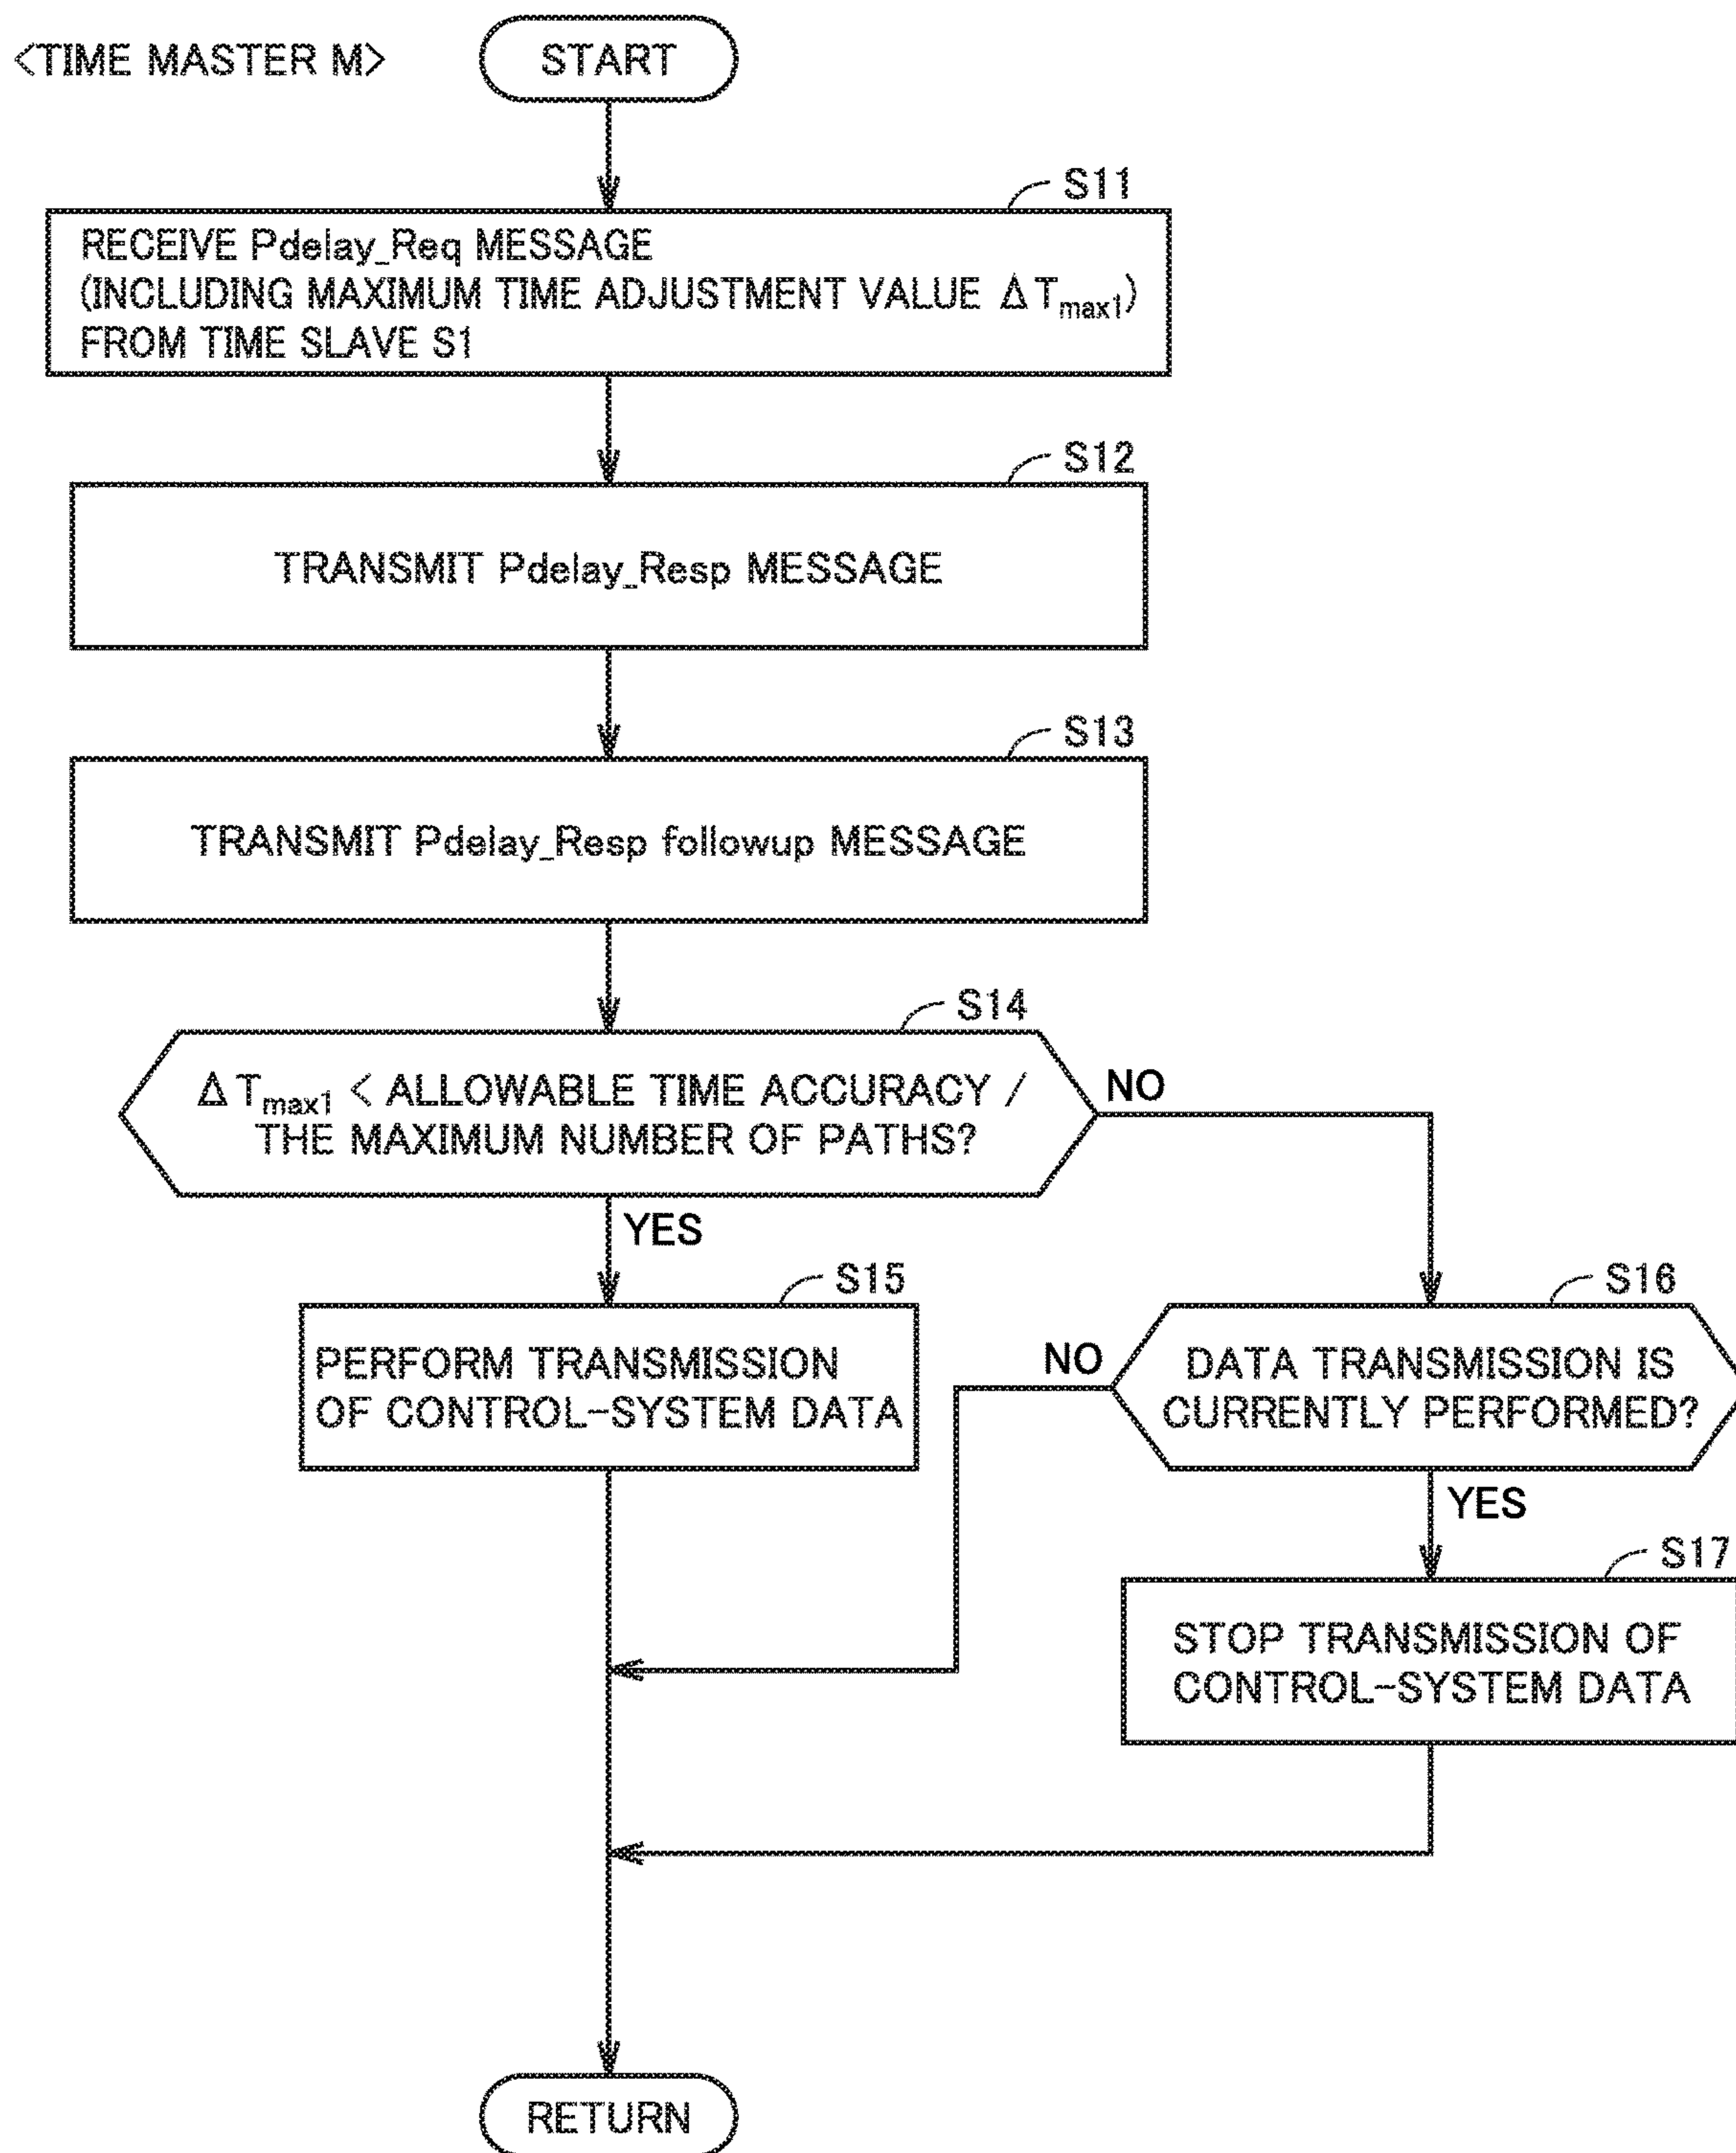 <TIME MASTER M>
START
S11
RECEIVE Pdelay_Req MESSAGE
(INCLUDING MAXIMUM TIME ADJUSTMENT VALUE ΔTmax1)
FROM TIME SLAVE S1
S12
TRANSMIT Pdelay_Resp MESSAGE
S13
TRANSMIT Pdelay_Resp followup MESSAGE
S14
ΔTmax1 < ALLOWABLE TIME ACCURACY /
THE MAXIMUM NUMBER OF PATHS?
NO
YES
S15
PERFORM TRANSMISSION
OF CONTROL-SYSTEM DATA
S16
NO
DATA TRANSMISSION IS
CURRENTLY PERFORMED?
YES
S17
STOP TRANSMISSION OF
CONTROL-SYSTEM DATA
RETURN